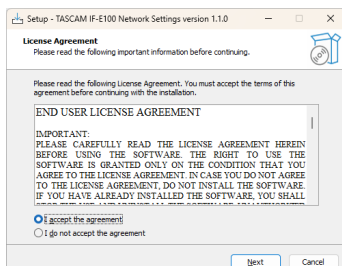 Setup - TASCAM IF-E100 Network Settings version 1.1.0
License Agreement
Please read the following important information before continuing.
Please read the following License Agreement. You must accept the terms of this
agreement before continuing with the installation.
END USER LICENSE AGREEMENT
IMPORTANT:
PLEASE CAREFULLY READ THE LICENSE AGREEMENT HEREIN
BEFORE USING THE SOFTWARE. THE RIGHT TO USE THE
SOFTWARE IS GRANTED ONLY ON THE CONDITION THAT YOU
AGREE TO THE LICENSE AGREEMENT. IN CASE YOU DO NOT AGREE
TO THE LICENSE AGREEMENT, DO NOT INSTALL THE SOFTWARE.
IF YOU HAVE ALREADY INSTALLED THE SOFTWARE, YOU SHALL
I accept the agreement
I do not accept the agreement
Next
Cancel